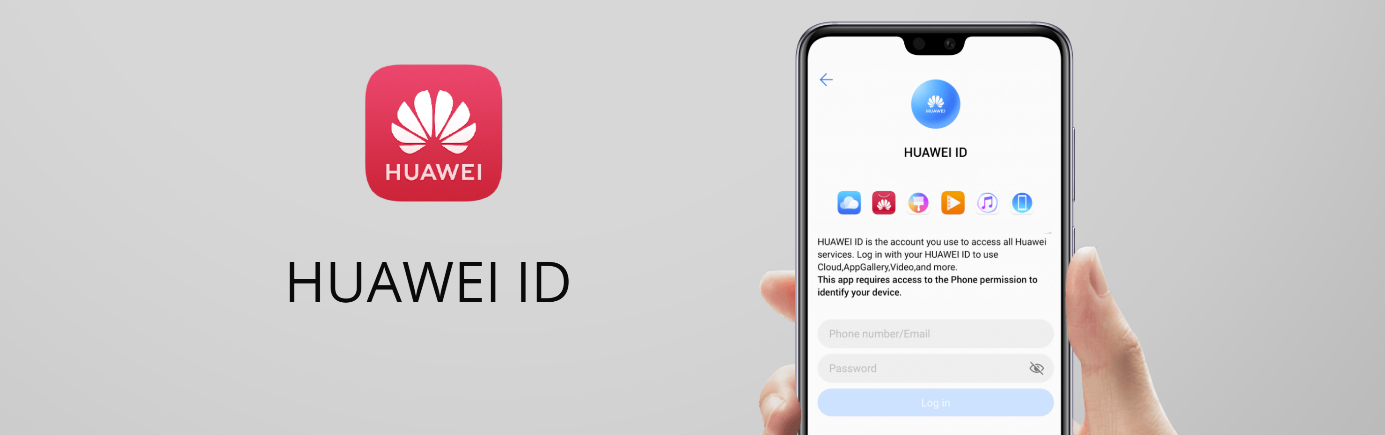 HUAWEI
HUAWEI ID
HUAWEI
HUAWEI ID
HUAWEI ID is the account you use to access all Huawei
services. Log in with your HUAWEI ID to use
Cloud,AppGallery,Video,and more.
This app requires access to the Phone permission to
identify your device.
Phone number/Email
Password
Log in